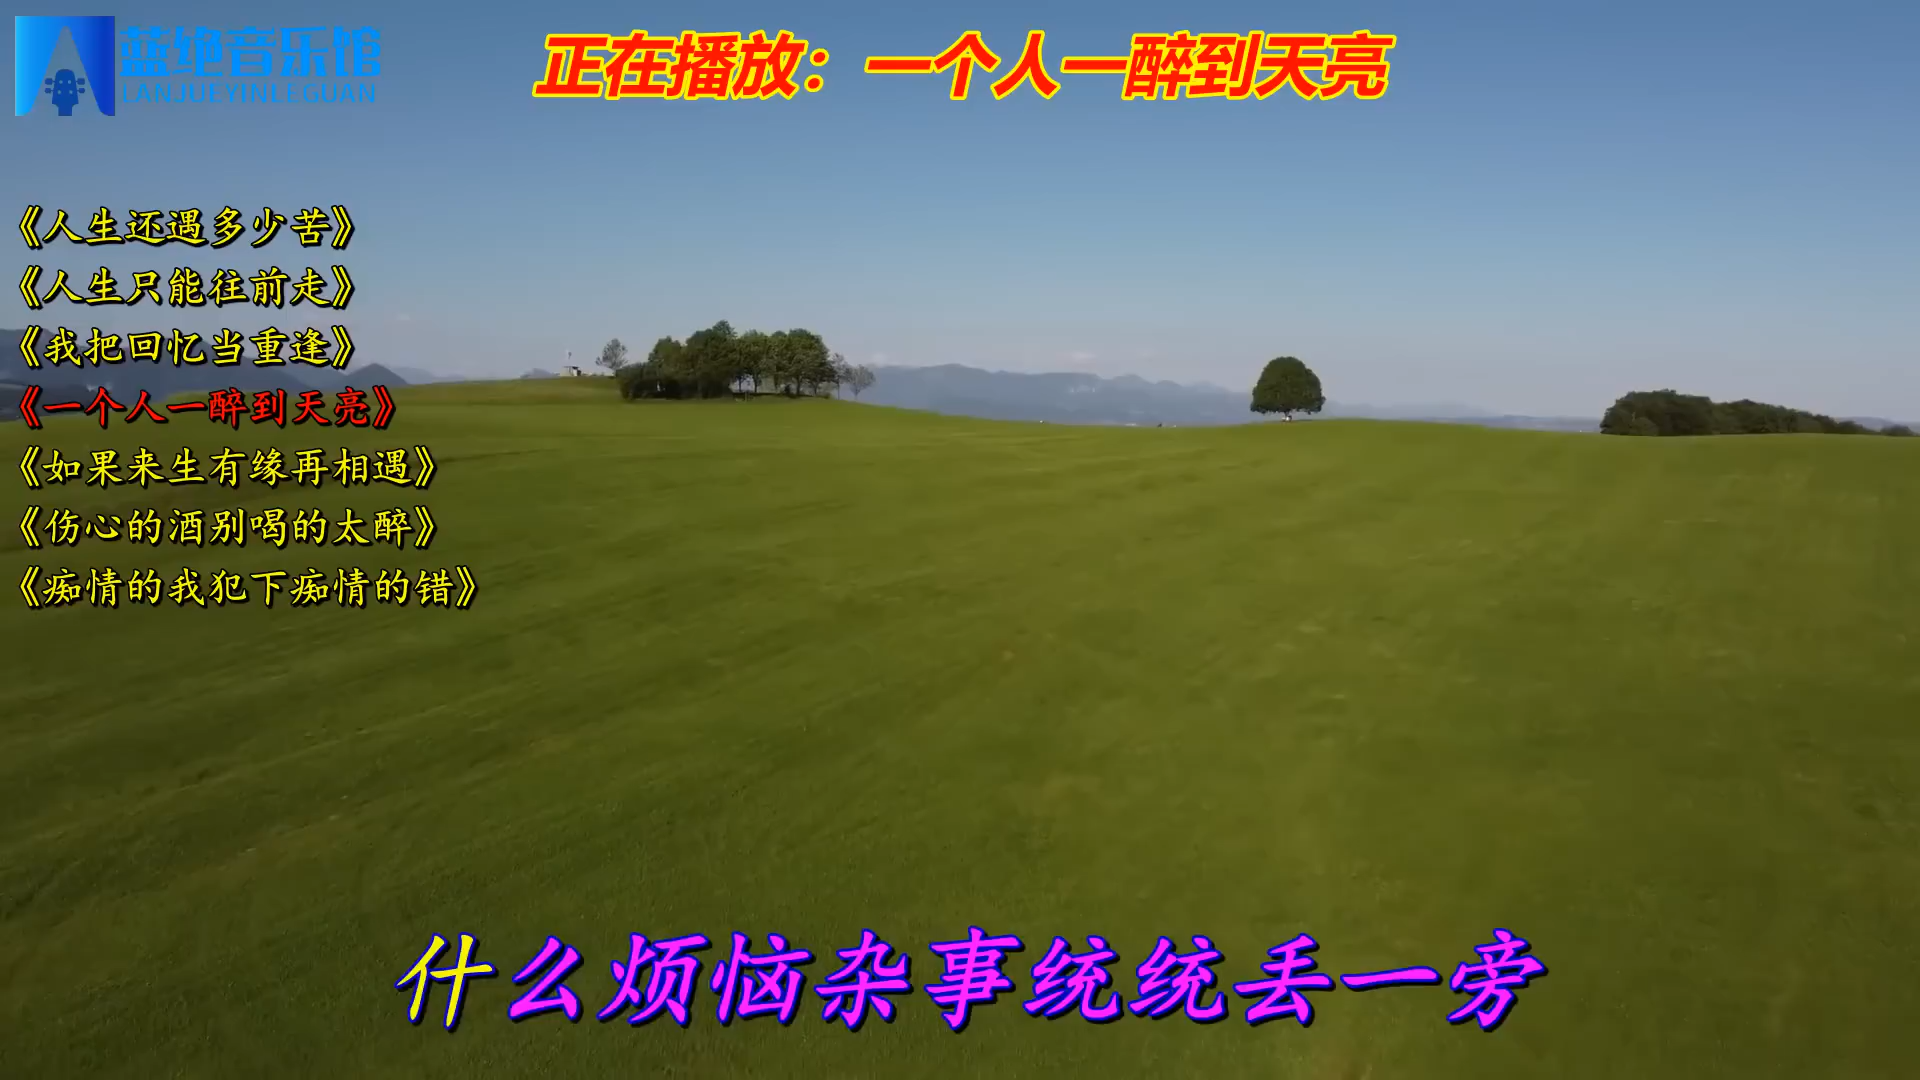 蓝绝音乐馆
LANJUEYINLEGUAN
正在播放：一个人一醉到天亮
《人生还遇多少苦》
《人生只能往前走》
《我把回忆当重逢》
《一个人一醉到天亮》
《如果来生有缘再相遇》
《伤心的酒别喝的太醉》
《痴情的我犯下痴情的错》
什么烦恼杂事统统丢一旁